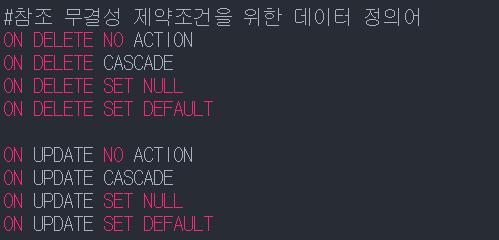 #참조 무결성 제약조건을 위한 데이터 정의어
ON DELETE NO ACTION
ON DELETE CASCADE
ON DELETE SET NULL
ON DELETE SET DEFAULT
ON UPDATE NO ACTION
ON UPDATE CASCADE
ON UPDATE SET NULL
ON UPDATE SET DEFAULT